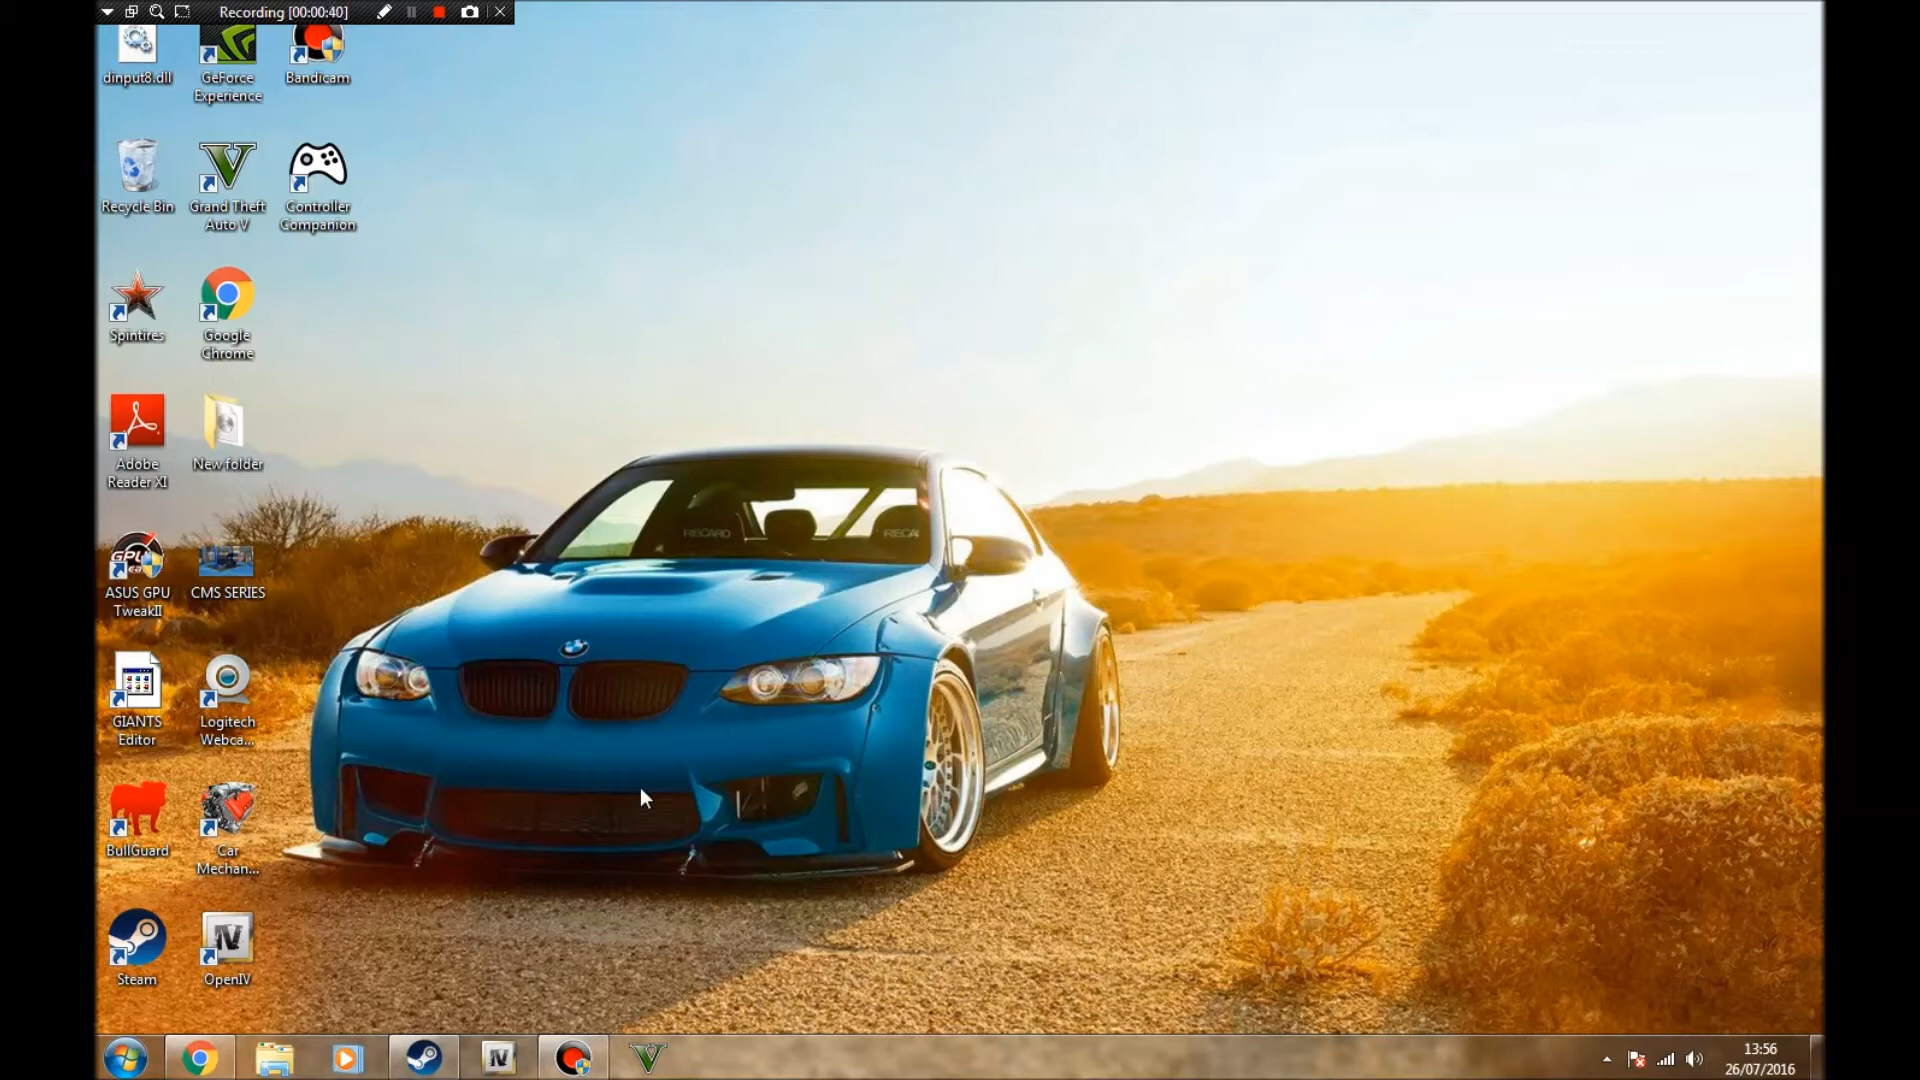 Recording [00:00:40]
dinput8.dll
GeForce
Experience
Bandicam
Recycle Bin
Grand Theft
Auto V
Controller
Companion
Spintires
Google
Chrome
Adobe
Reader XI
New folder
ASUS GPU
TweakII
CMS SERIES
GIANTS
Editor
Logitech
Webca...
BullGuard
Car
Mechan...
Steam
OpenIV
RECARO
13:56
26/07/2016